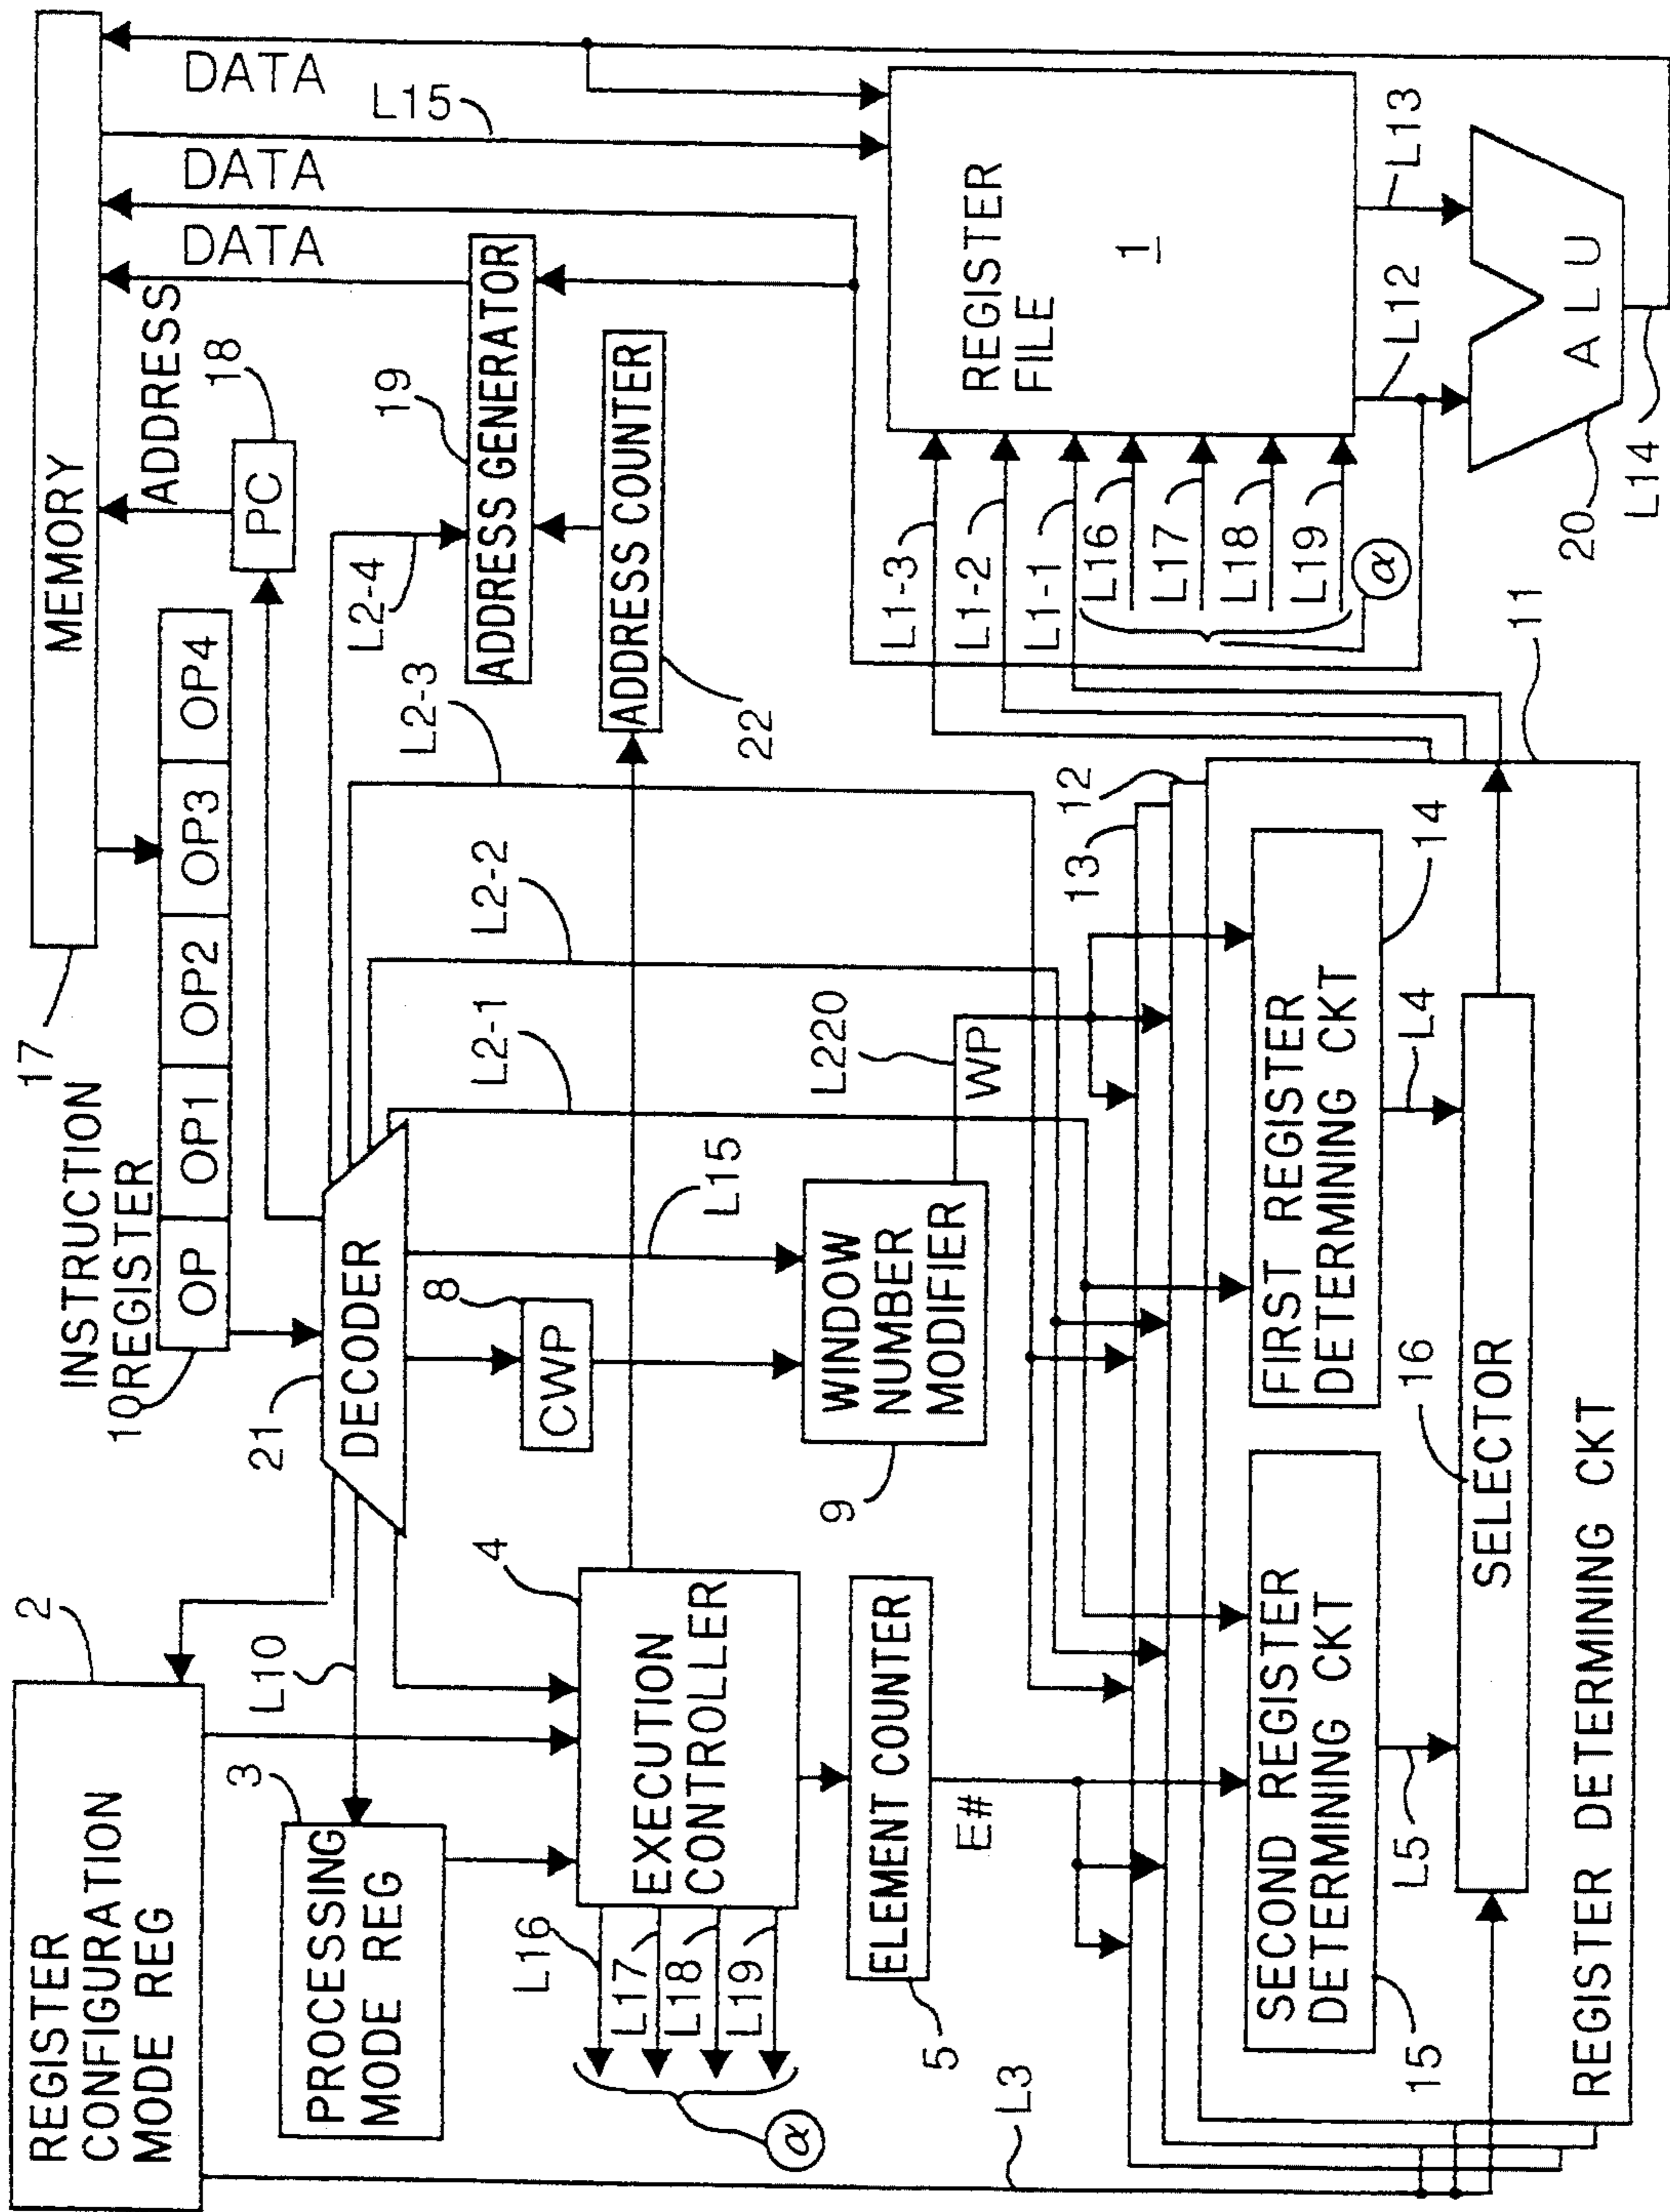 REGISTER
CONFIGURATION
MODE REG
2
L10
3
PROCESSING
MODE REG
L16
L17
L18
L19
α
4
EXECUTION
CONTROLLER
ELEMENT COUNTER
5
E#
L3
INSTRUCTION
REGISTER
10
OP
OP1
OP2
OP3
OP4
21
DECODER
8
CWP
L15
WINDOW
NUMBER
MODIFIER
9
L220
WP
L2-1
L2-2
L2-3
L2-4
17
MEMORY
ADDRESS
18
PC
DATA
DATA
DATA
L15
19
ADDRESS GENERATOR
ADDRESS COUNTER
22
REGISTER
FILE
1
L1-3
L1-2
L1-1
L16
L17
L18
L19
α
L12
L13
ALU
20
L14
11
12
13
14
FIRST REGISTER
DETERMINING CKT
L4
SECOND REGISTER
DETERMINING CKT
15
L5
16
SELECTOR
REGISTER DETERMINING CKT